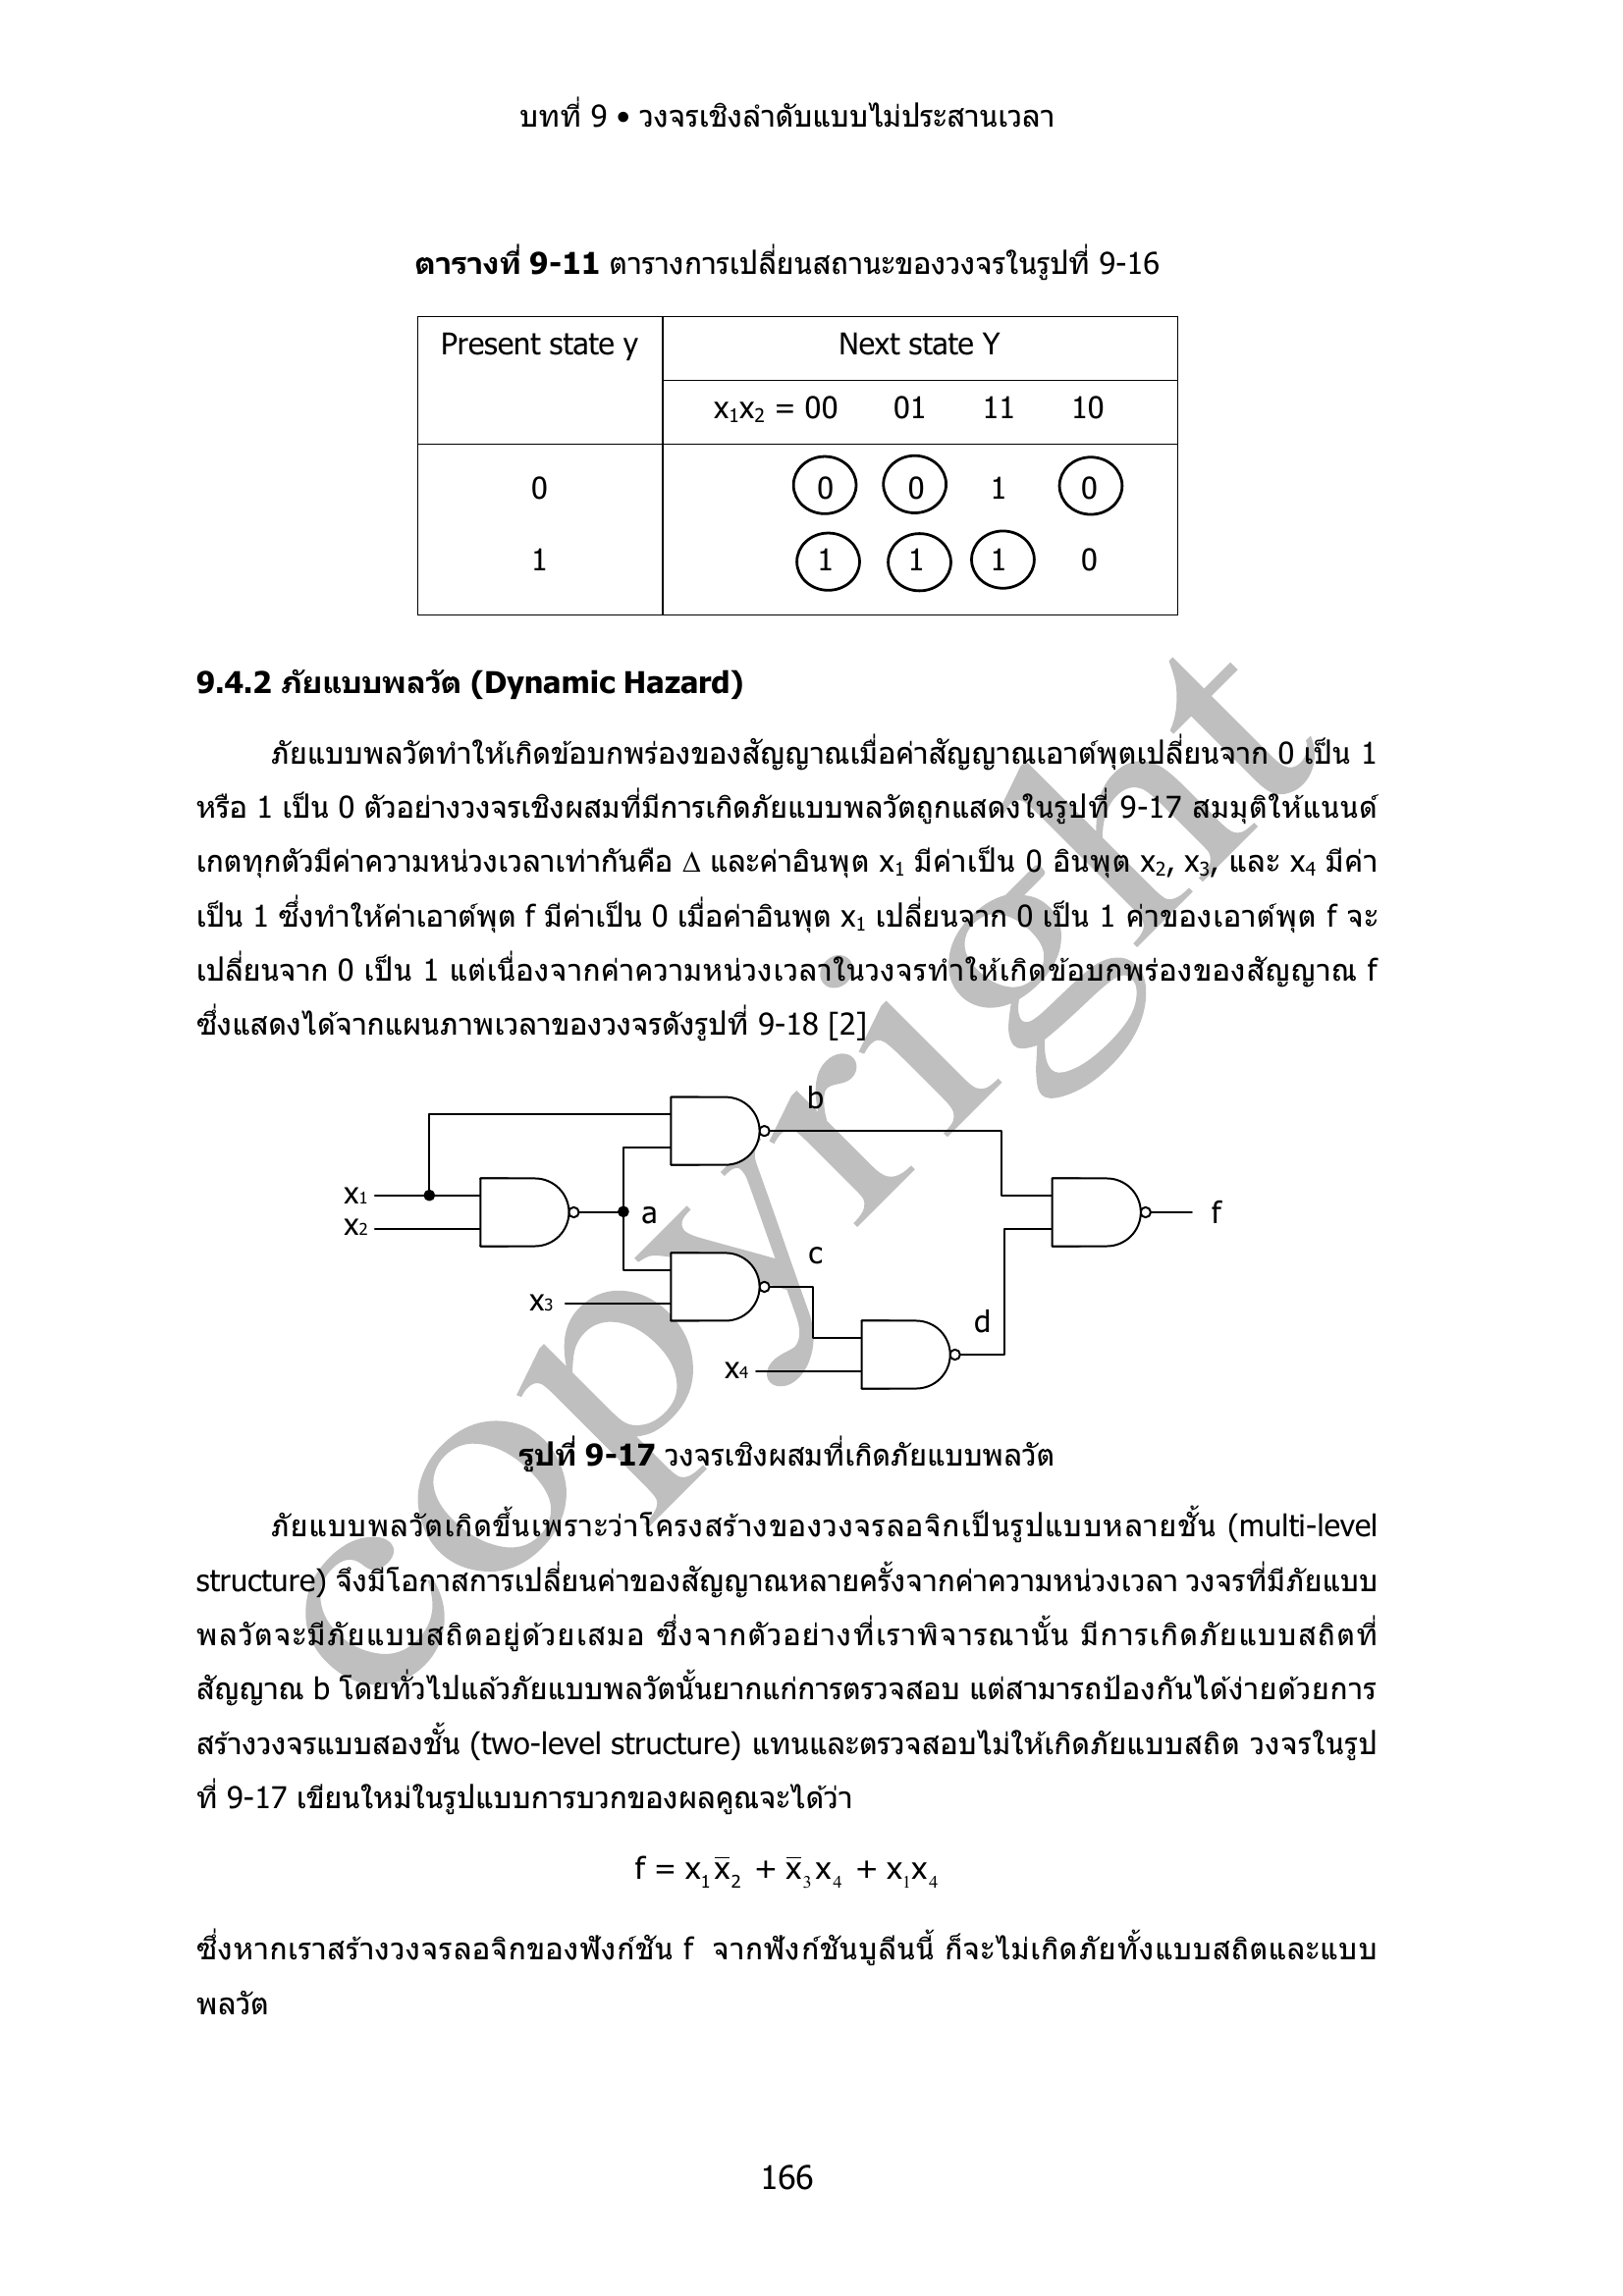 บทที่ 9 • วงจรเชิงลำดับแบบไม่ประสานเวลา
ตารางที่ 9-11 ตารางการเปลี่ยนสถานะของวงจรในรูปที่ 9-16
Present state y Next state Y
x₁x₂ = 00 01 11 10
0 0 0 1 0
1 1 1 1 0
9.4.2 ภัยแบบพลวัต (Dynamic Hazard)
ภัยแบบพลวัตทำให้เกิดข้อบกพร่องของสัญญาณเมื่อค่าสัญญาณเอาต์พุตเปลี่ยนจาก 0 เป็น 1
หรือ 1 เป็น 0 ตัวอย่างวงจรเชิงผสมที่มีการเกิดภัยแบบพลวัตถูกแสดงในรูปที่ 9-17 สมมุติให้แนนด์
เกตทุกตัวมีค่าความหน่วงเวลาเท่ากันคือ Δ และค่าอินพุต x₁ มีค่าเป็น 0 อินพุต x₂, x₃, และ x₄ มีค่า
เป็น 1 ซึ่งทำให้ค่าเอาต์พุต f มีค่าเป็น 0 เมื่อค่าอินพุต x₁ เปลี่ยนจาก 0 เป็น 1 ค่าของเอาต์พุต f จะ
เปลี่ยนจาก 0 เป็น 1 แต่เนื่องจากค่าความหน่วงเวลาในวงจรทำให้เกิดข้อบกพร่องของสัญญาณ f
ซึ่งแสดงได้จากแผนภาพเวลาของวงจรดังรูปที่ 9-18 [2]
b
x₁
x₂
a
f
c
x₃
d
x₄
รูปที่ 9-17 วงจรเชิงผสมที่เกิดภัยแบบพลวัต
ภัยแบบพลวัตเกิดขึ้นเพราะว่าโครงสร้างของวงจรลอจิกเป็นรูปแบบหลายชั้น (multi-level
structure) จึงมีโอกาสการเปลี่ยนค่าของสัญญาณหลายครั้งจากค่าความหน่วงเวลา วงจรที่มีภัยแบบ
พลวัตจะมีภัยแบบสถิตอยู่ด้วยเสมอ ซึ่งจากตัวอย่างที่เราพิจารณานั้น มีการเกิดภัยแบบสถิตที่
สัญญาณ b โดยทั่วไปแล้วภัยแบบพลวัตนั้นยากแก่การตรวจสอบ แต่สามารถป้องกันได้ง่ายด้วยการ
สร้างวงจรแบบสองชั้น (two-level structure) แทนและตรวจสอบไม่ให้เกิดภัยแบบสถิต วงจรในรูป
ที่ 9-17 เขียนใหม่ในรูปแบบการบวกของผลคูณจะได้ว่า
f = x₁x̅₂ + x̅₃x₄ + x₁x₄
ซึ่งหากเราสร้างวงจรลอจิกของฟังก์ชัน f จากฟังก์ชันบูลีนนี้ ก็จะไม่เกิดภัยทั้งแบบสถิตและแบบ
พลวัต
166
copyright